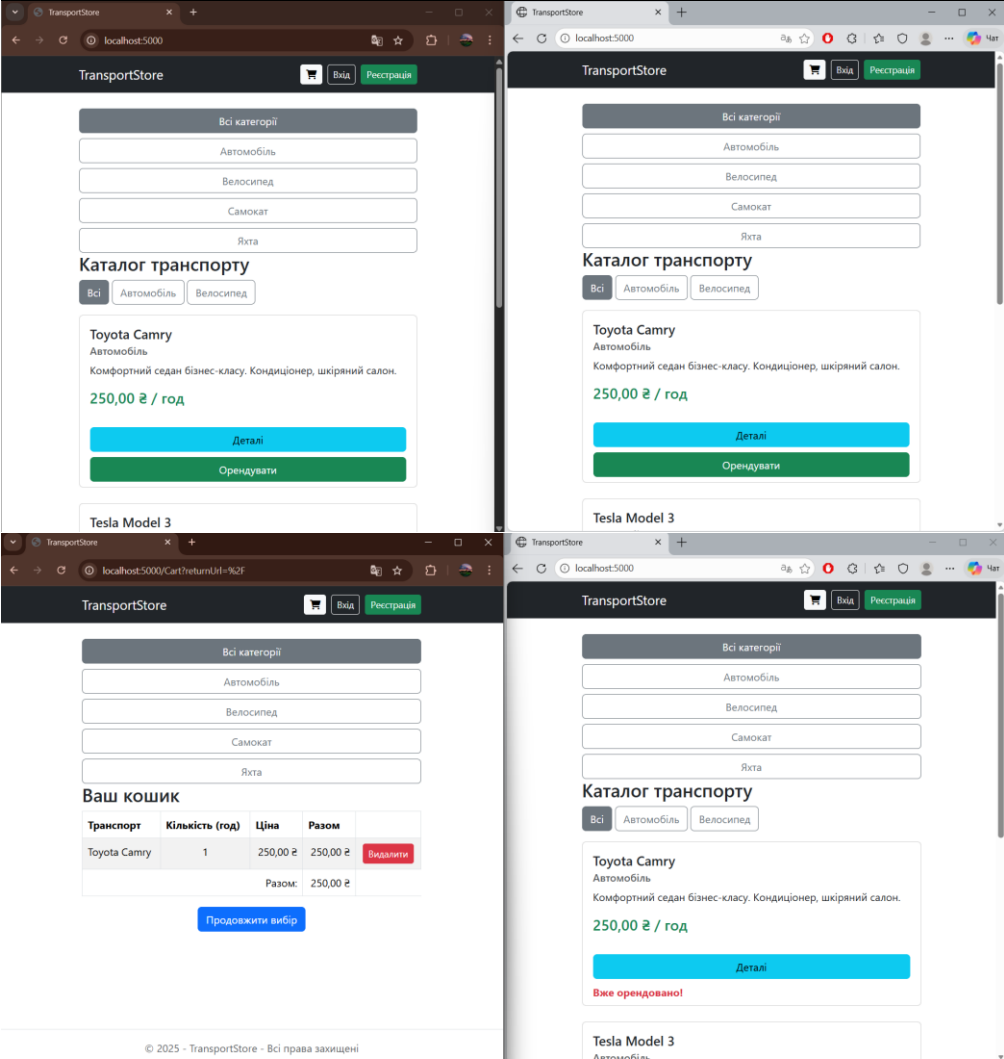 TransportStore
localhost:5000
TransportStore
Вхід
Реєстрація
Всі категорії
Автомобіль
Велосипед
Самокат
Яхта
Каталог транспорту
Всі
Автомобіль
Велосипед
Toyota Camry
Автомобіль
Комфортний седан бізнес-класу. Кондиціонер, шкіряний салон.
250,00 ₴ / год
Деталі
Орендувати
Tesla Model 3
TransportStore
localhost:5000
Чат
TransportStore
Вхід
Реєстрація
Всі категорії
Автомобіль
Велосипед
Самокат
Яхта
Каталог транспорту
Всі
Автомобіль
Велосипед
Toyota Camry
Автомобіль
Комфортний седан бізнес-класу. Кондиціонер, шкіряний салон.
250,00 ₴ / год
Деталі
Орендувати
Tesla Model 3
TransportStore
localhost:5000/Cart?returnUrl=%2F
TransportStore
Вхід
Реєстрація
Всі категорії
Автомобіль
Велосипед
Самокат
Яхта
Ваш кошик
Транспорт Кількість (год) Ціна Разом
Toyota Camry 1 250,00 ₴ 250,00 ₴ Видалити
Разом: 250,00 ₴
Продовжити вибір
© 2025 - TransportStore - Всі права захищені
TransportStore
localhost:5000
Чат
TransportStore
Вхід
Реєстрація
Всі категорії
Автомобіль
Велосипед
Самокат
Яхта
Каталог транспорту
Всі
Автомобіль
Велосипед
Toyota Camry
Автомобіль
Комфортний седан бізнес-класу. Кондиціонер, шкіряний салон.
250,00 ₴ / год
Деталі
Вже орендовано!
Tesla Model 3
Автомобіль